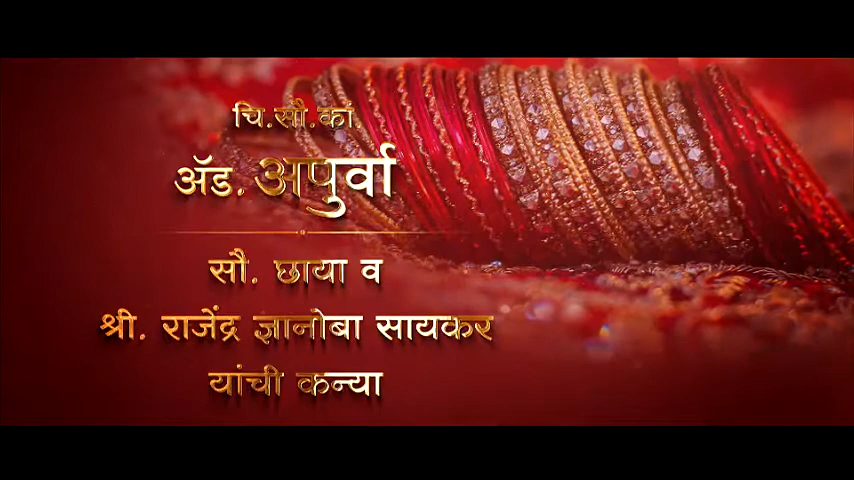 चि.सौ.कां
ॲड. अपुर्वा
सौ. छाया व
श्री. राजेंद्र ज्ञानोबा सायकर
यांची कन्या